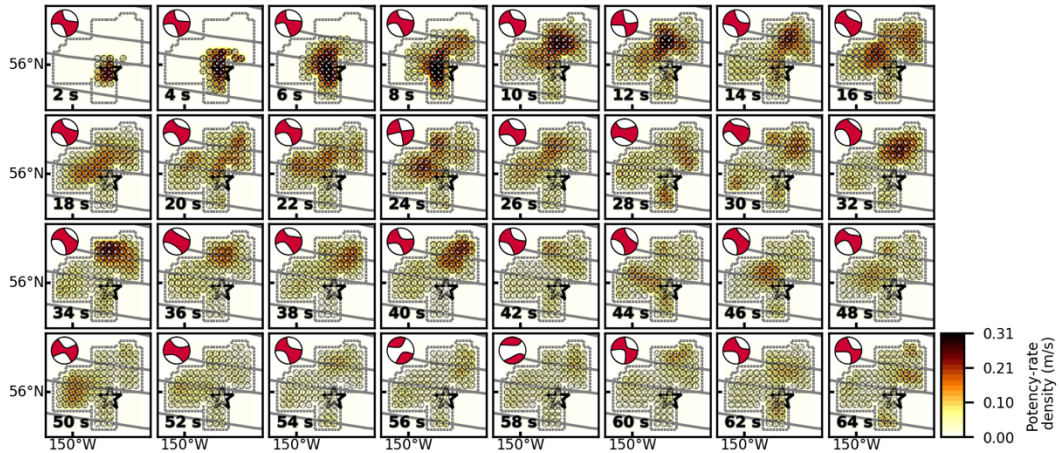 56°N
2 s 4 s 6 s 8 s 10 s 12 s 14 s 16 s
56°N
18 s 20 s 22 s 24 s 26 s 28 s 30 s 32 s
56°N
34 s 36 s 38 s 40 s 42 s 44 s 46 s 48 s
56°N
50 s 52 s 54 s 56 s 58 s 60 s 62 s 64 s
150°W 150°W 150°W 150°W 150°W 150°W 150°W 150°W
0.31
0.21
0.10
0.00
Potency-rate
density (m/s)